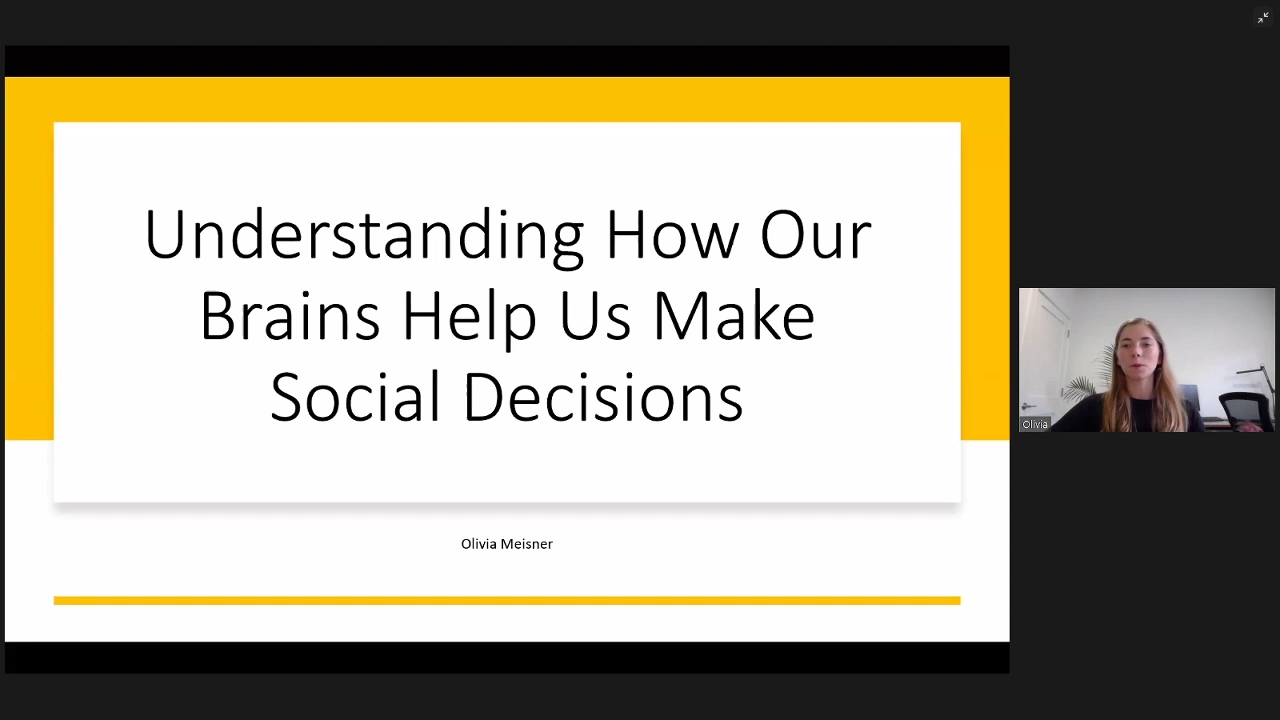 Understanding How Our
Brains Help Us Make
Social Decisions
Olivia Meisner
Olivia